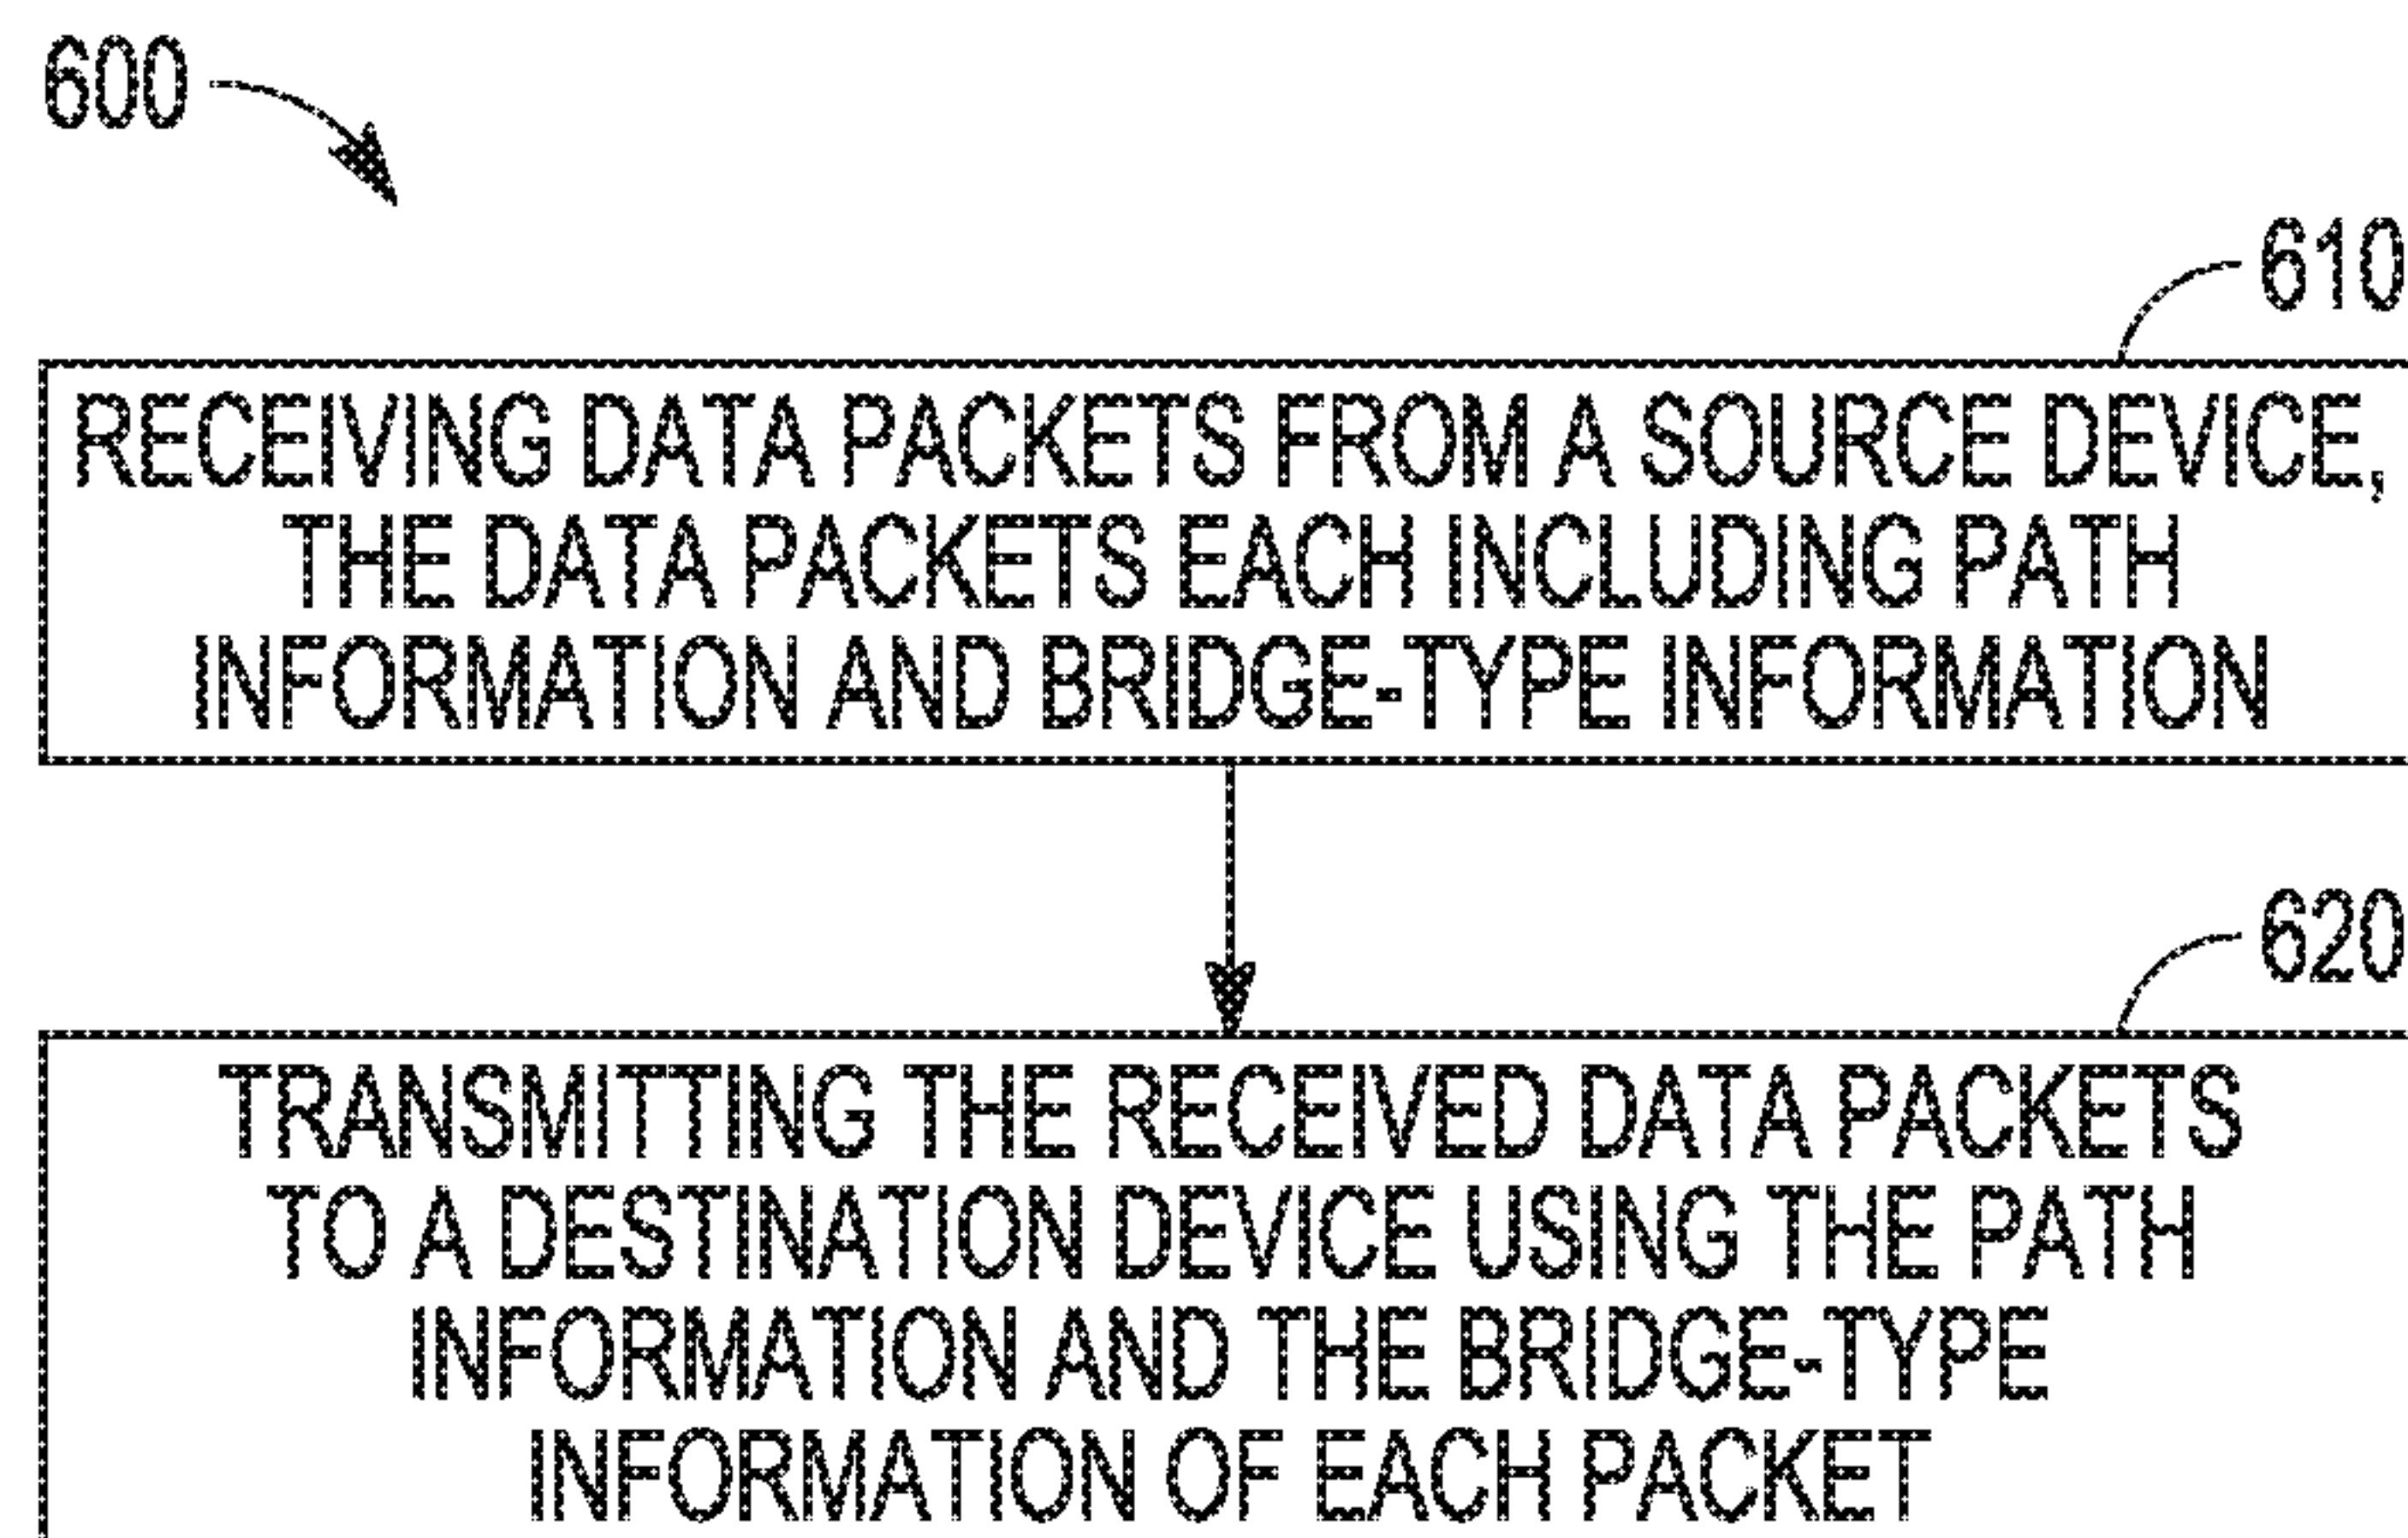 600
610
RECEIVING DATA PACKETS FROM A SOURCE DEVICE,
THE DATA PACKETS EACH INCLUDING PATH
INFORMATION AND BRIDGE-TYPE INFORMATION
620
TRANSMITTING THE RECEIVED DATA PACKETS
TO A DESTINATION DEVICE USING THE PATH
INFORMATION AND THE BRIDGE-TYPE
INFORMATION OF EACH PACKET